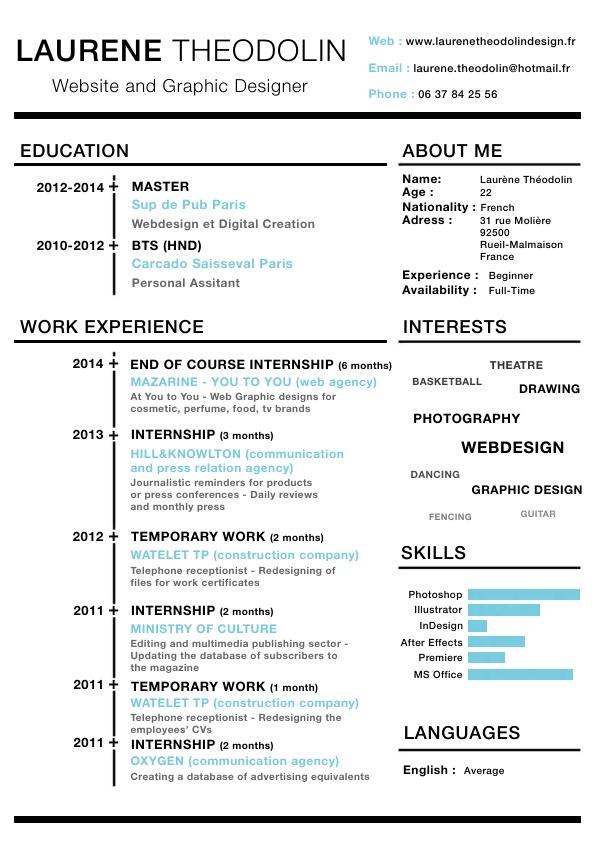 LAURENE THEODOLIN
Website and Graphic Designer
Web : www.laurenetheodolindesign.fr
Email : laurene.theodolin@hotmail.fr
Phone : 06 37 84 25 56
EDUCATION
2012-2014 MASTER
Sup de Pub Paris
Webdesign et Digital Creation
2010-2012 BTS (HND)
Carcado Saisseval Paris
Personal Assitant
WORK EXPERIENCE
2014 END OF COURSE INTERNSHIP (6 months)
MAZARINE - YOU TO YOU (web agency)
At You to You - Web Graphic designs for
cosmetic, perfume, food, tv brands
2013 INTERNSHIP (3 months)
HILL&KNOWLTON (communication
and press relation agency)
Journalistic reminders for products
or press conferences - Daily reviews
and monthly press
2012 TEMPORARY WORK (2 months)
WATELET TP (construction company)
Telephone receptionist - Redesigning of
files for work certificates
2011 INTERNSHIP (2 months)
MINISTRY OF CULTURE
Editing and multimedia publishing sector -
Updating the database of subscribers to
the magazine
2011 TEMPORARY WORK (1 month)
WATELET TP (construction company)
Telephone receptionist - Redesigning the
employees' CVs
2011 INTERNSHIP (2 months)
OXYGEN (communication agency)
Creating a database of advertising equivalents
ABOUT ME
Name: Laurène Théodolin
Age : 22
Nationality : French
Adress : 31 rue Molière
92500
Rueil-Malmaison
France
Experience : Beginner
Availability : Full-Time
INTERESTS
THEATRE
BASKETBALL
DRAWING
PHOTOGRAPHY
WEBDESIGN
DANCING
GRAPHIC DESIGN
FENCING
GUITAR
SKILLS
Photoshop
Illustrator
InDesign
After Effects
Premiere
MS Office
LANGUAGES
English : Average